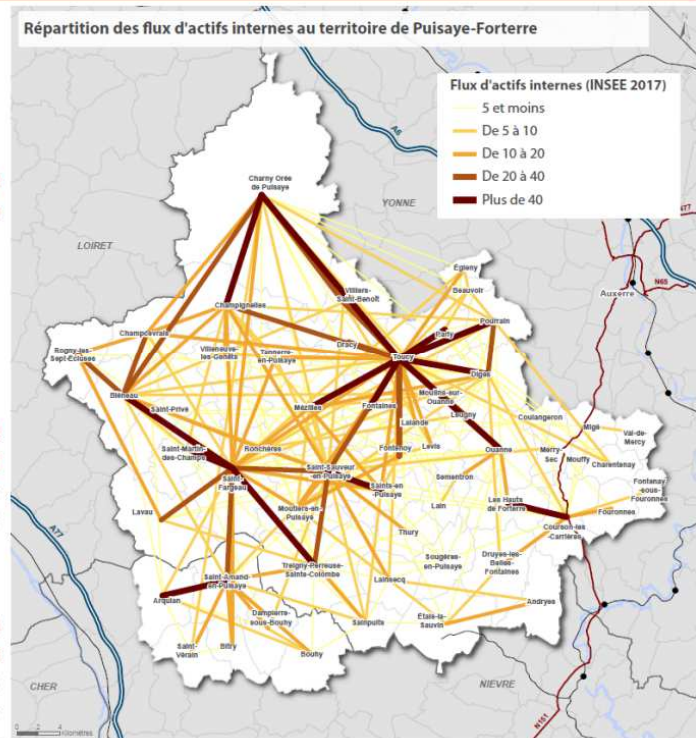 Répartition des flux d'actifs internes au territoire de Puisaye-Forterre
Flux d'actifs internes (INSEE 2017)
5 et moins
De 5 à 10
De 10 à 20
De 20 à 40
Plus de 40
A6
Charny Orée
de Puisaye
YONNE
A77
LOIRET
N65
Égleny
Beauvoir
Auxerre
Villiers-
Saint-Benoît
Champignelles
Parly
Pourrain
Champcevrais
Rogny-les
Sept-Écluses
Villeneuve-
les-Genêts
Tannerre-
en-Puisaye
Dracy
Toucy
Diges
Bléneau
Saint-Privé
Mézilles
Fontaines
Moulins-sur-
Ouanne
Leugny
Lalande
Coulangeron
Migé
Val-de-
Mercy
Saint-Martin-
des-Champs
Ronchères
Fontenoy
Levis
Ouanne
Merry-
Sec
Mouffy
Charentenay
Saint-
Fargeau
Saint-Sauveur
en-Puisaye
Sementron
Fontenay
-sous-
Fouronnes
Saints-en
-Puisaye
Lain
Les Hauts
de Forterre
Fouronnes
Lavau
Moutiers-en-
Puisaye
Courson-les
-Carrières
Thury
A77
Treigny-Perreuse-
Sainte-Colombe
Sougères-
en-Puisaye
Druyes-les-
Belles-
Fontaines
Saint-Amand-
en-Puisaye
Lainsecq
Arquian
Dampierre-
sous-Bouhy
Sainpuits
Étais-la-
Sauvin
Andryes
Saint-
Vérain
Bitry
Bouhy
CHER
NIEVRE
N151
0 2 4
Kilomètres